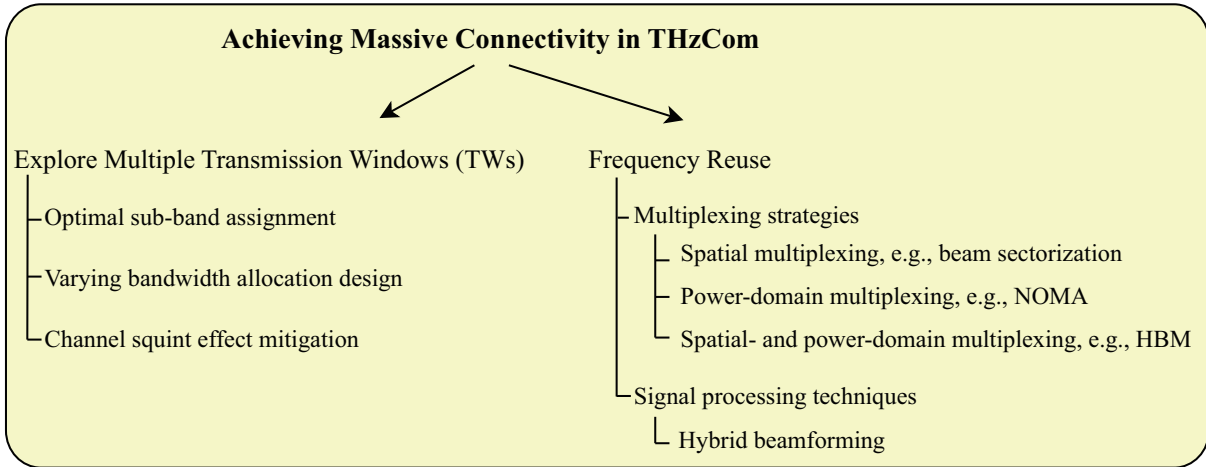 Achieving Massive Connectivity in THzCom
Explore Multiple Transmission Windows (TWs)
Optimal sub-band assignment
Varying bandwidth allocation design
Channel squint effect mitigation
Frequency Reuse
Multiplexing strategies
Spatial multiplexing, e.g., beam sectorization
Power-domain multiplexing, e.g., NOMA
Spatial- and power-domain multiplexing, e.g., HBM
Signal processing techniques
Hybrid beamforming